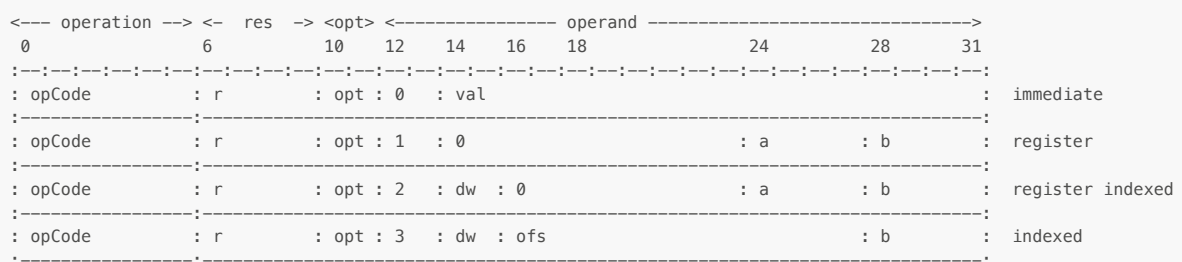 <--- operation --> <-  res  -> <opt> <---------------- operand -------------------------------->
 0                 6           10    12    14    16   18                24         28      31
:--:--:--:--:--:--:--:--:--:--:--:--:--:--:--:--:--:--:--:--:--:--:--:--:--:--:--:--:--:--:--:--:
: opCode          : r         : opt : 0   : val                                                 :  immediate
:-----------------:-----------------------------------------------------------------------------:
: opCode          : r         : opt : 1   : 0                           : a         : b         :  register
:-----------------:-----------------------------------------------------------------------------:
: opCode          : r         : opt : 2   : dw  : 0                     : a         : b         :  register indexed
:-----------------:-----------------------------------------------------------------------------:
: opCode          : r         : opt : 3   : dw  : ofs                               : b         :  indexed
:-----------------:-----------------------------------------------------------------------------: